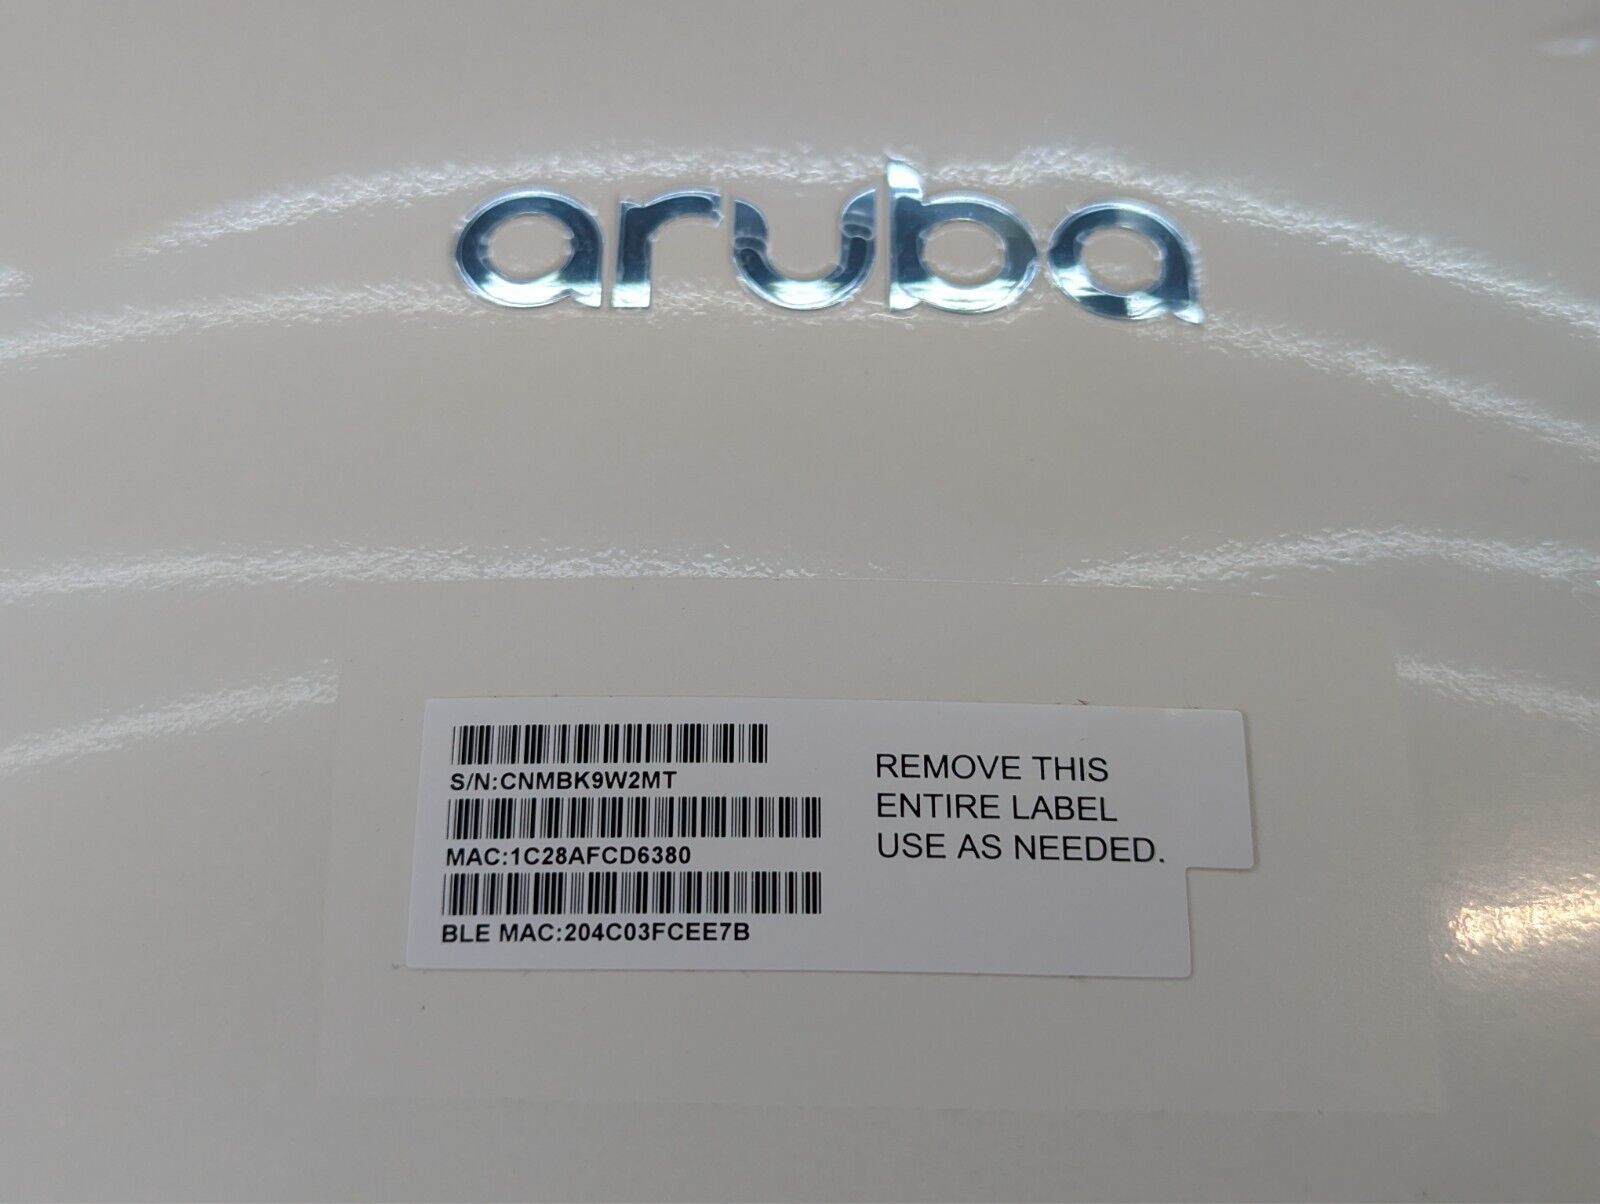 aruba
S/N:CNMBK9W2MT
MAC:1C28AFCD6380
BLE MAC:204C03FCEE7B
REMOVE THIS
ENTIRE LABEL
USE AS NEEDED.